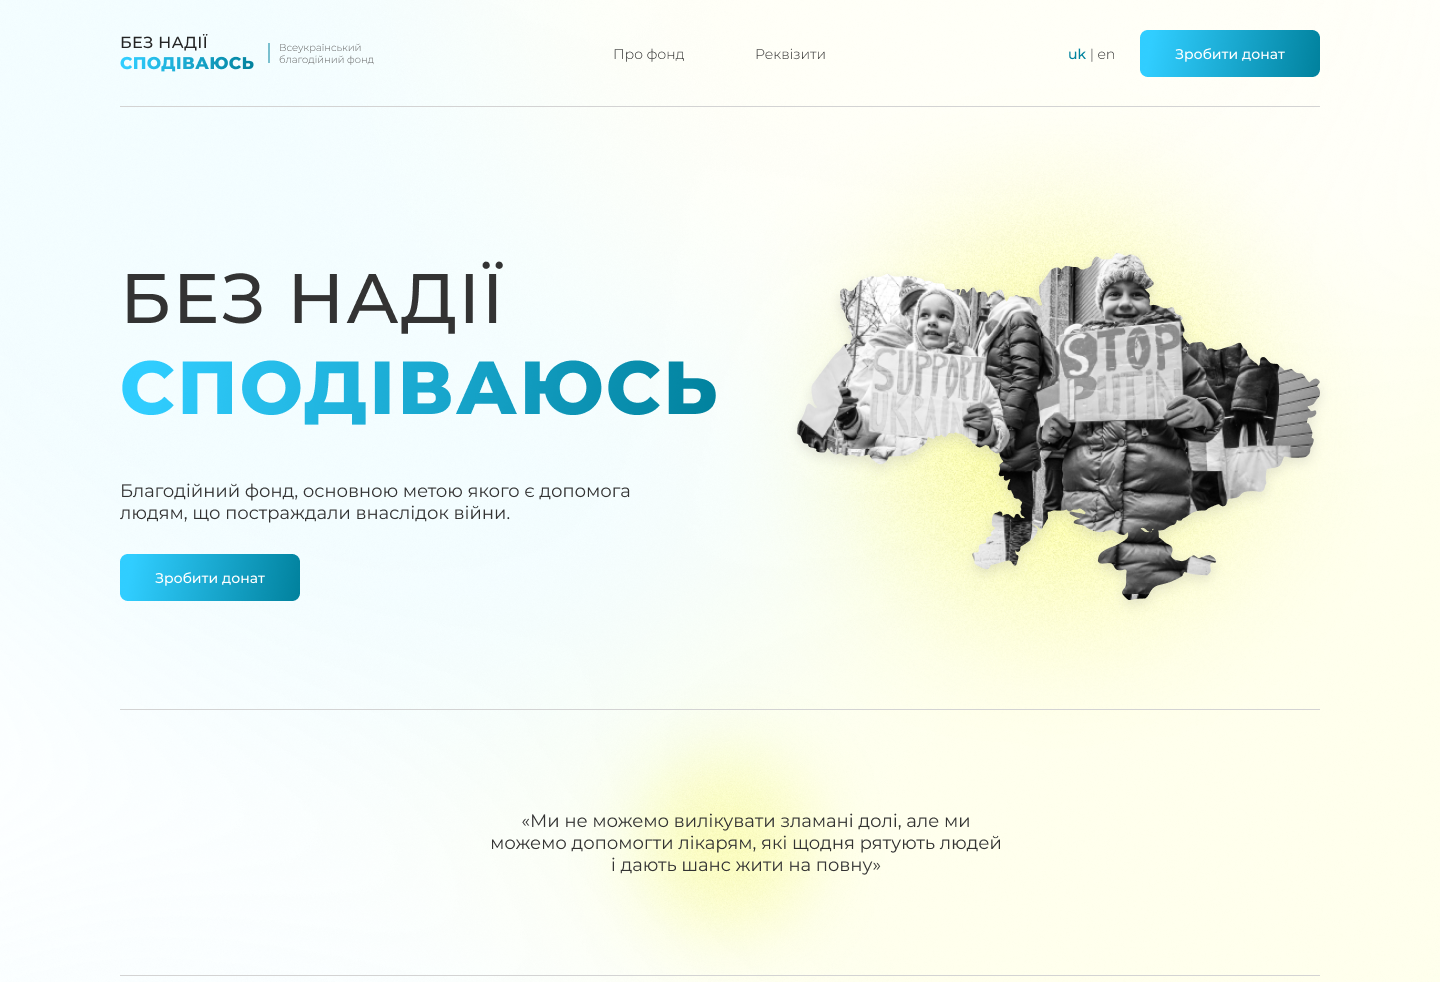 БЕЗ НАДІЇ
СПОДІВАЮСЬ
Всеукраїнський
благодійний фонд
Про фонд
Реквізити
uk | en
Зробити донат
БЕЗ НАДІЇ
СПОДІВАЮСЬ
Благодійний фонд, основною метою якого є допомога
людям, що постраждали внаслідок війни.
Зробити донат
SUPPORT
UKRAIN
STOP
«Ми не можемо вилікувати зламані долі, але ми
можемо допомогти лікарям, які щодня рятують людей
і дають шанс жити на повну»